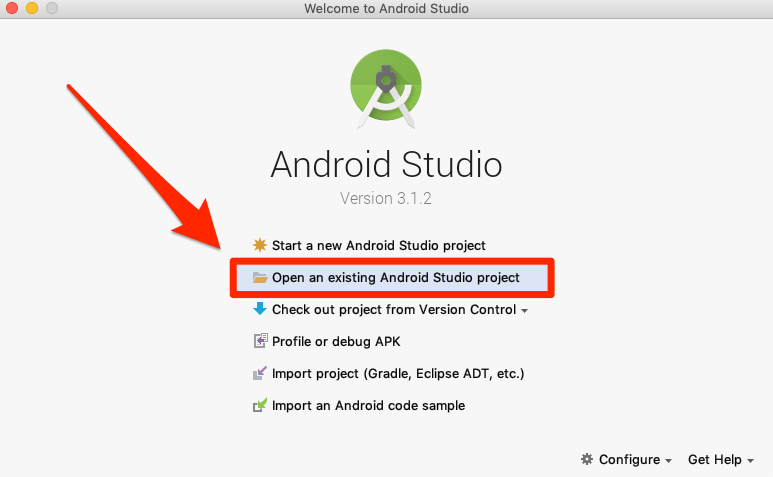 Welcome to Android Studio
Android Studio
Version 3.1.2
Start a new Android Studio project
Open an existing Android Studio project
Check out project from Version Control
Profile or debug APK
Import project (Gradle, Eclipse ADT, etc.)
Import an Android code sample
Configure Get Help